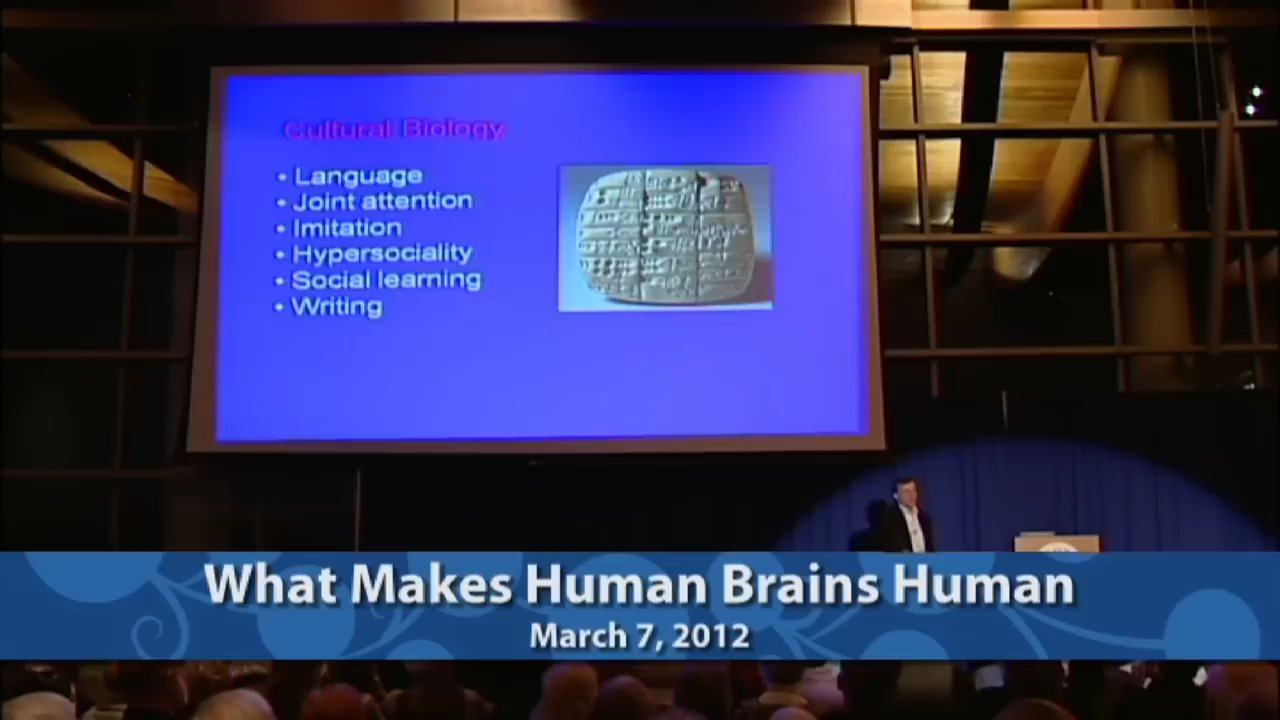 Cultural Biology
• Language
• Joint attention
• Imitation
• Hypersociality
• Social learning
• Writing
What Makes Human Brains Human
March 7, 2012